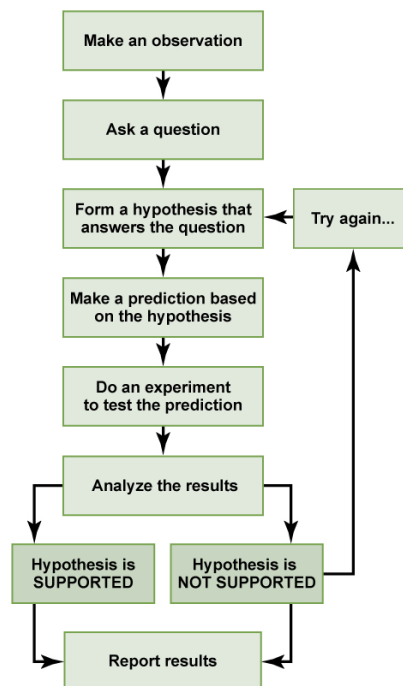 Make an observation
Ask a question
Form a hypothesis that
answers the question
Try again...
Make a prediction based
on the hypothesis
Do an experiment
to test the prediction
Analyze the results
Hypothesis is
SUPPORTED
Hypothesis is
NOT SUPPORTED
Report results